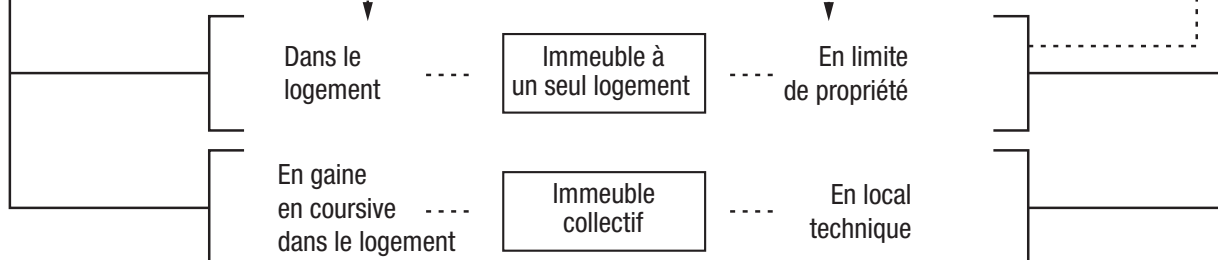 Dans le
logement
Immeuble à
un seul logement
En limite
de propriété
En gaine
en coursive
dans le logement
Immeuble
collectif
En local
technique